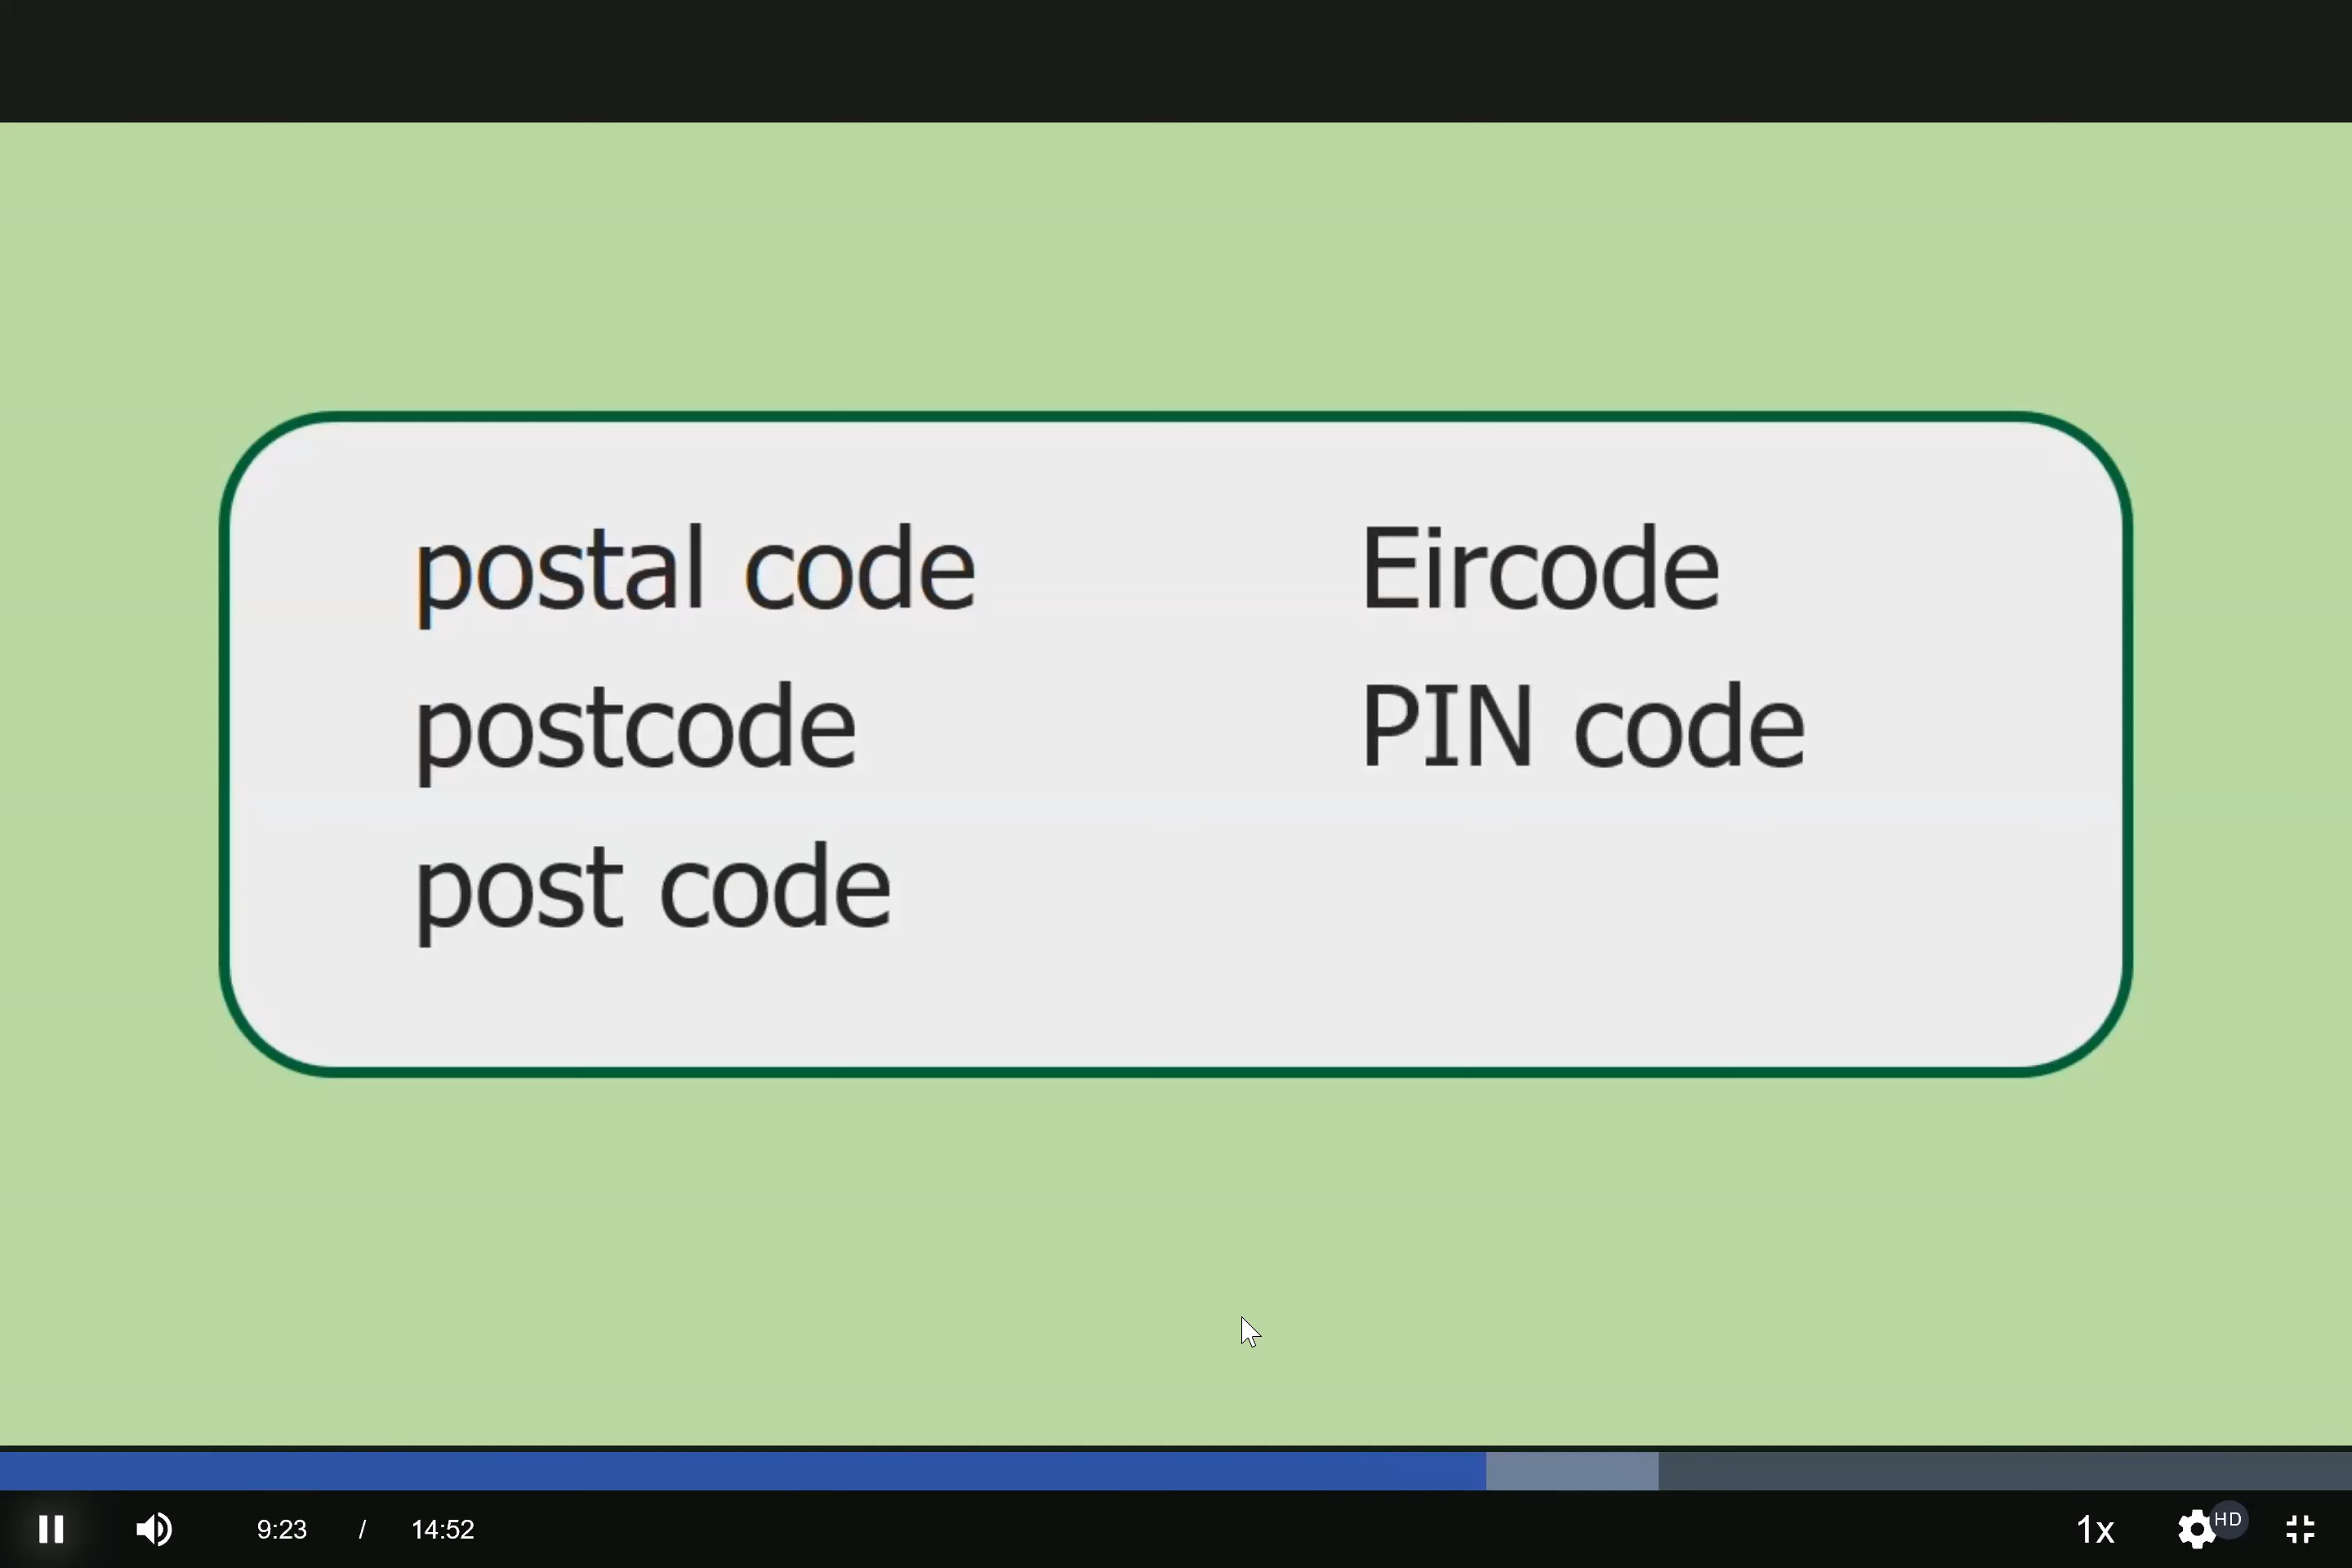 postal code
postcode
post code
Eircode
PIN code
9:23 / 14:52
1x
HD